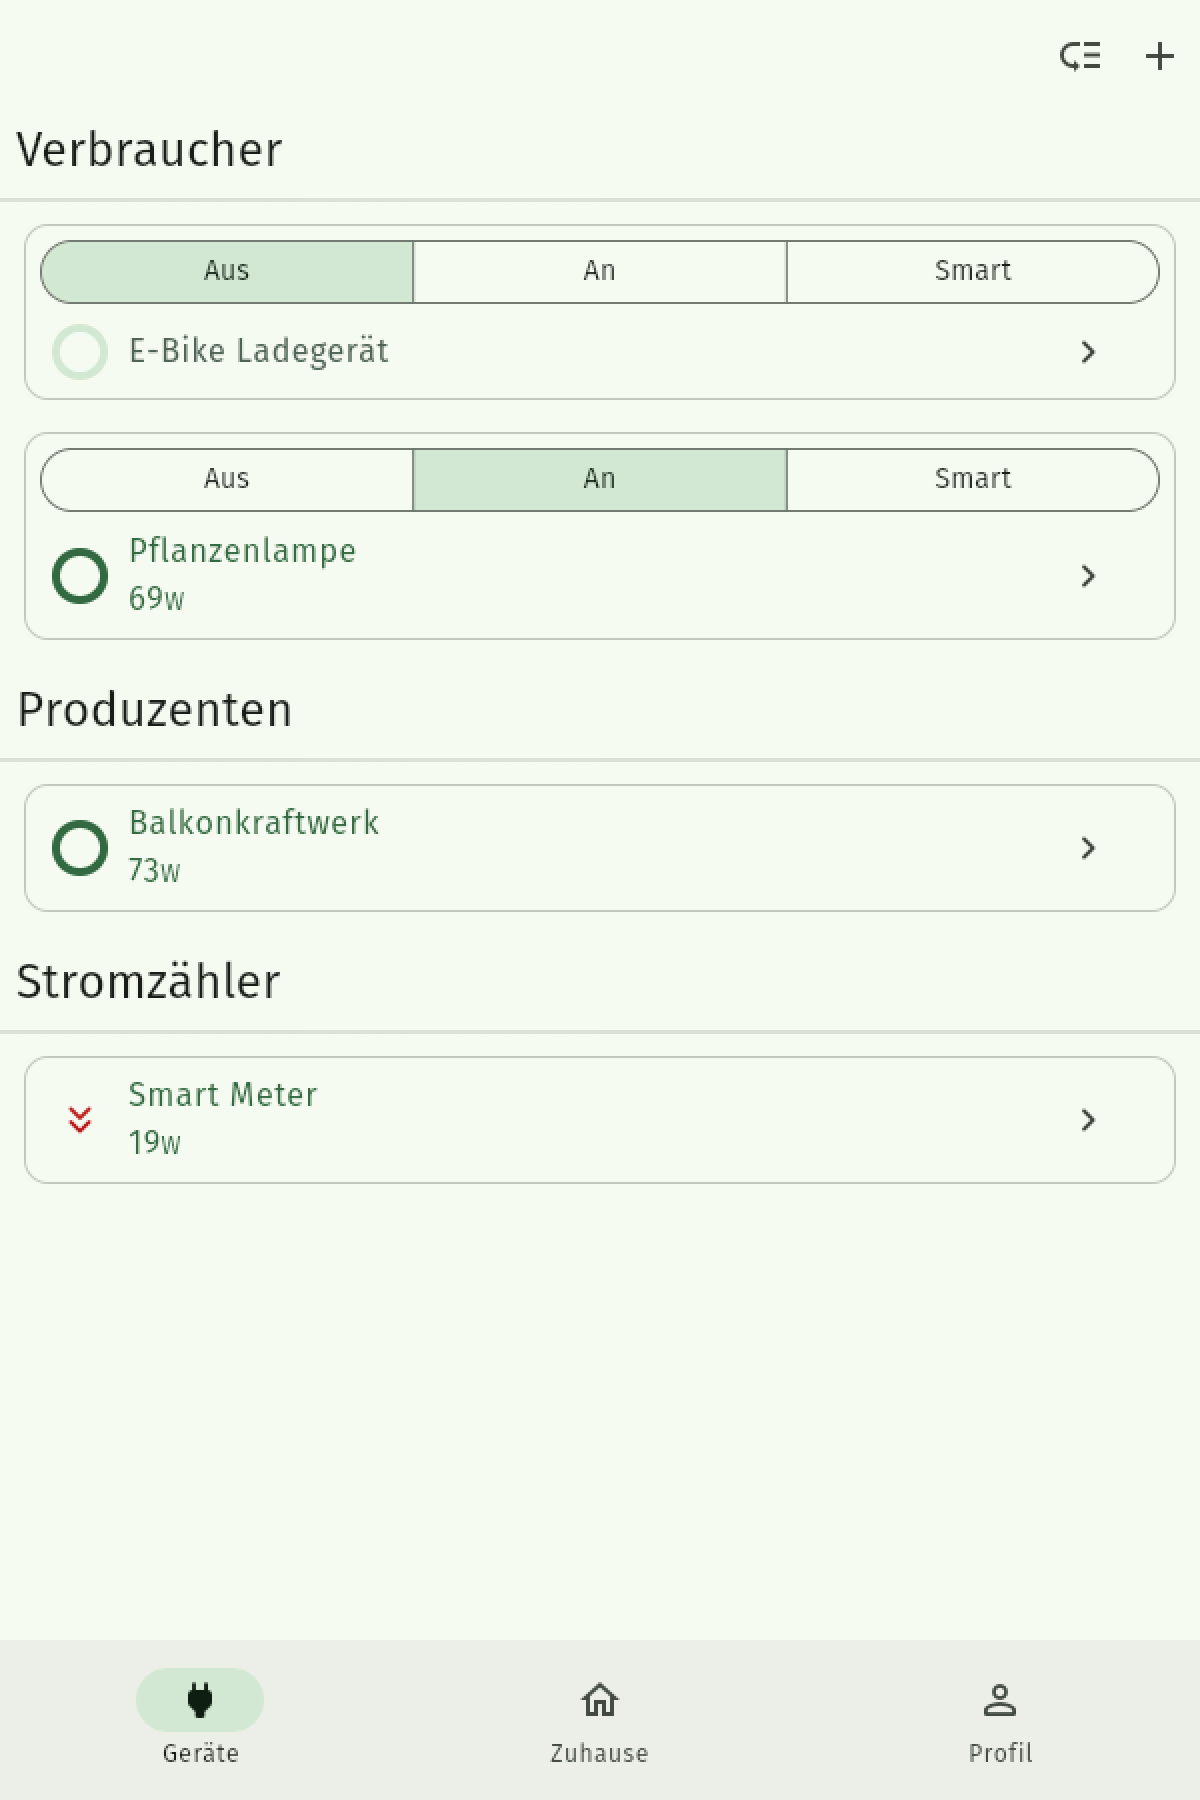 Verbraucher
Aus An Smart
E-Bike Ladegerät
Aus An Smart
Pflanzenlampe
69w
Produzenten
Balkonkraftwerk
73w
Stromzähler
Smart Meter
19w
Geräte Zuhause Profil